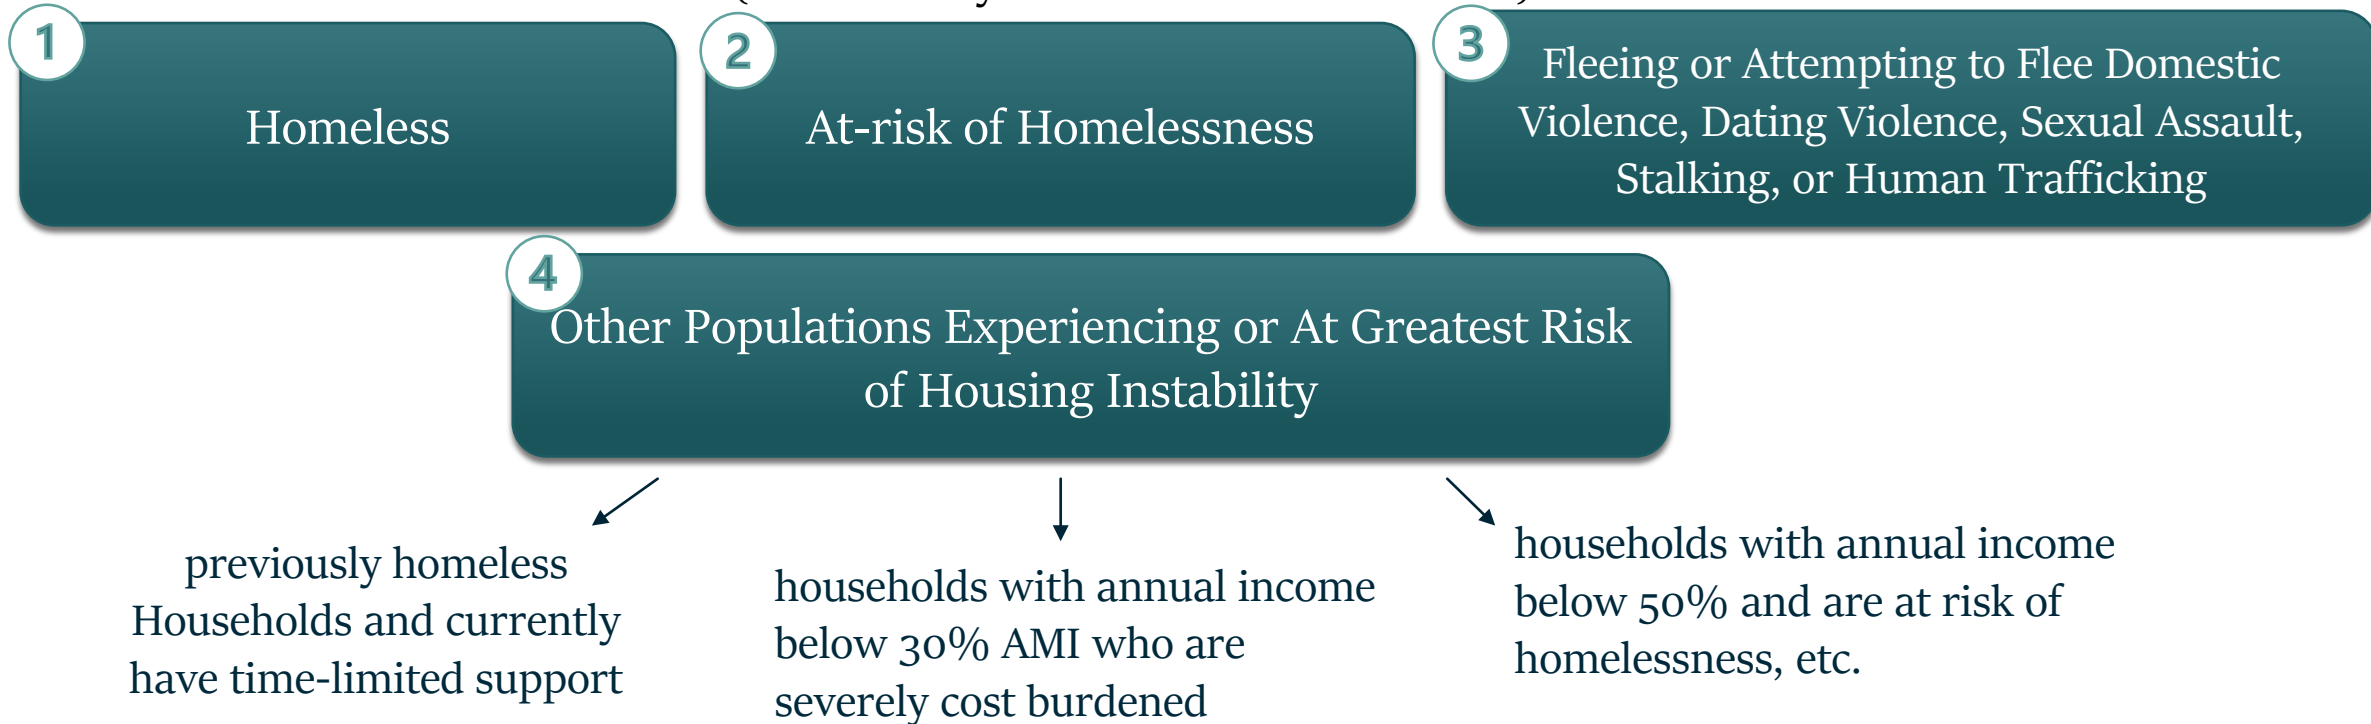 1
Homeless
2
At-risk of Homelessness
3
Fleeing or Attempting to Flee Domestic
Violence, Dating Violence, Sexual Assault,
Stalking, or Human Trafficking
4
Other Populations Experiencing or At Greatest Risk
of Housing Instability
previously homeless
Households and currently
have time-limited support
households with annual income
below 30% AMI who are
severely cost burdened
households with annual income
below 50% and are at risk of
homelessness, etc.